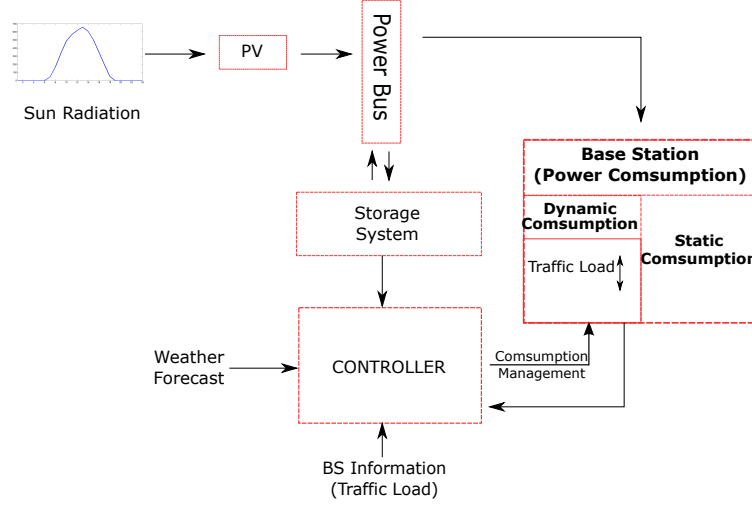 Sun Radiation
PV
Power Bus
Base Station
(Power Comsumption)
Dynamic
Comsumption
Static
Comsumption
Traffic Load
Storage
System
Weather
Forecast
CONTROLLER
Comsumption
Management
BS Information
(Traffic Load)